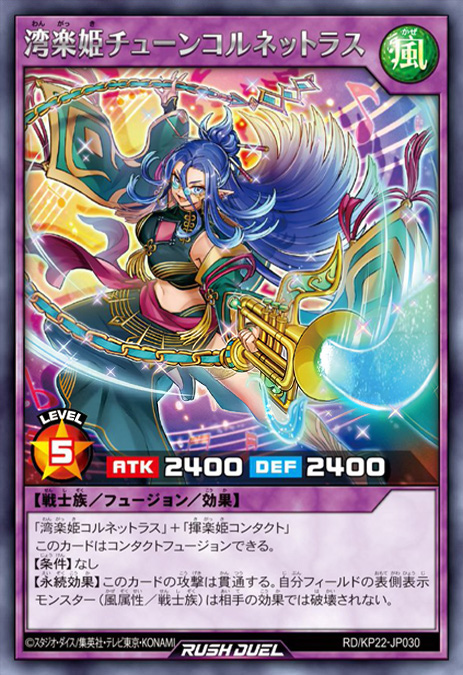 湾楽姫チューンコルネットラス
風
LEVEL
5
ATK 2400 DEF 2400
【戦士族／フュージョン／効果】
「湾楽姫コルネットラス」＋「揮楽姫コンタクト」
このカードはコンタクトフュージョンできる。
【条件】なし
【永続効果】このカードの攻撃は貫通する。自分フィールドの表側表示
モンスター（風属性／戦士族）は相手の効果では破壊されない。
©スタジオ・ダイス/集英社・テレビ東京・KONAMI
RUSH DUEL
RD/KP22-JP030